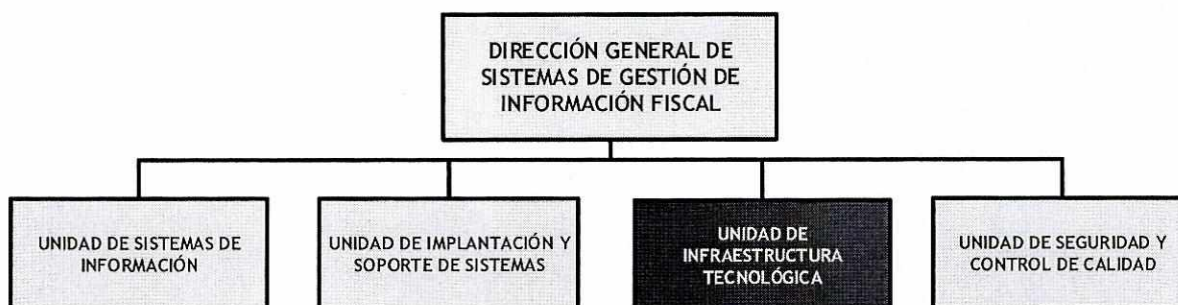 DIRECCIÓN GENERAL DE
SISTEMAS DE GESTIÓN DE
INFORMACIÓN FISCAL
UNIDAD DE SISTEMAS DE
INFORMACIÓN
UNIDAD DE IMPLANTACIÓN Y
SOPORTE DE SISTEMAS
UNIDAD DE
INFRAESTRUCTURA
TECNOLÓGICA
UNIDAD DE SEGURIDAD Y
CONTROL DE CALIDAD